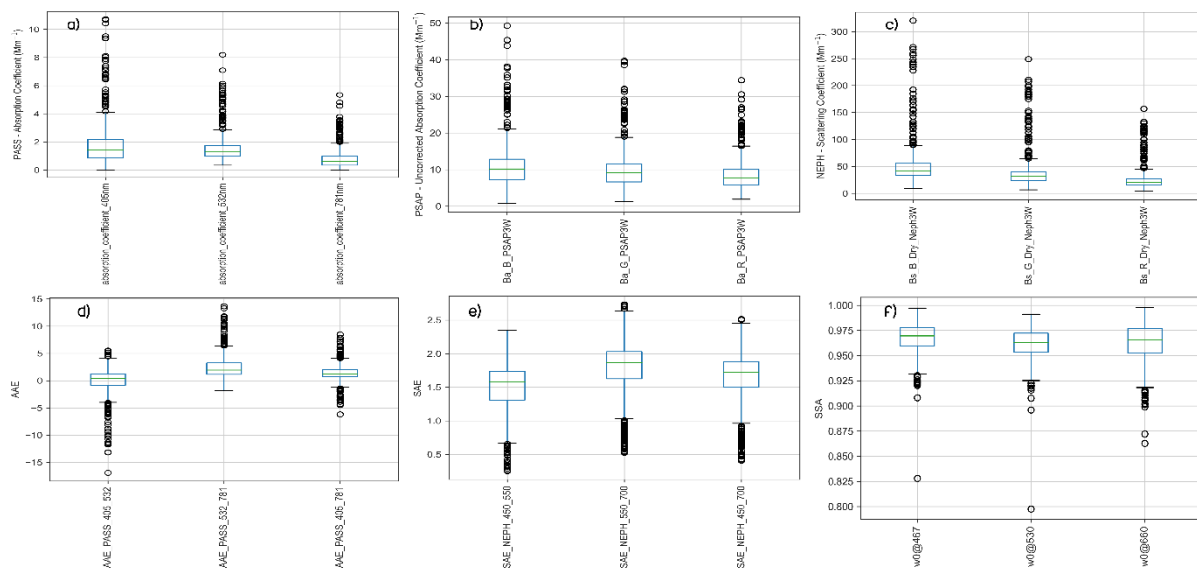 a)
PASS - Absorption Coefficient (Mm⁻¹)
10
8
6
4
2
0
absorption_coefficient_405nm
absorption_coefficient_532nm
absorption_coefficient_781nm
b)
PSAP - Uncorrected Absorption Coefficient (Mm⁻¹)
50
40
30
20
10
0
Ba_B_PSAP3W
Ba_G_PSAP3W
Ba_R_PSAP3W
c)
NEPH - Scattering Coefficient (Mm⁻¹)
300
250
200
150
100
50
0
Bs_B_Dry_Neph3W
Bs_G_Dry_Neph3W
Bs_R_Dry_Neph3W
d)
AAE
15
10
5
0
−5
−10
−15
AAE_PASS_405_532
AAE_PASS_532_781
AAE_PASS_406_781
e)
SAE
2.5
2.0
1.5
1.0
0.5
SAE_NEPH_450_550
SAE_NEPH_550_700
SAE_NEPH_450_700
f)
SSA
1.000
0.975
0.950
0.925
0.900
0.875
0.850
0.825
0.800
w0@467
w0@530
w0@660